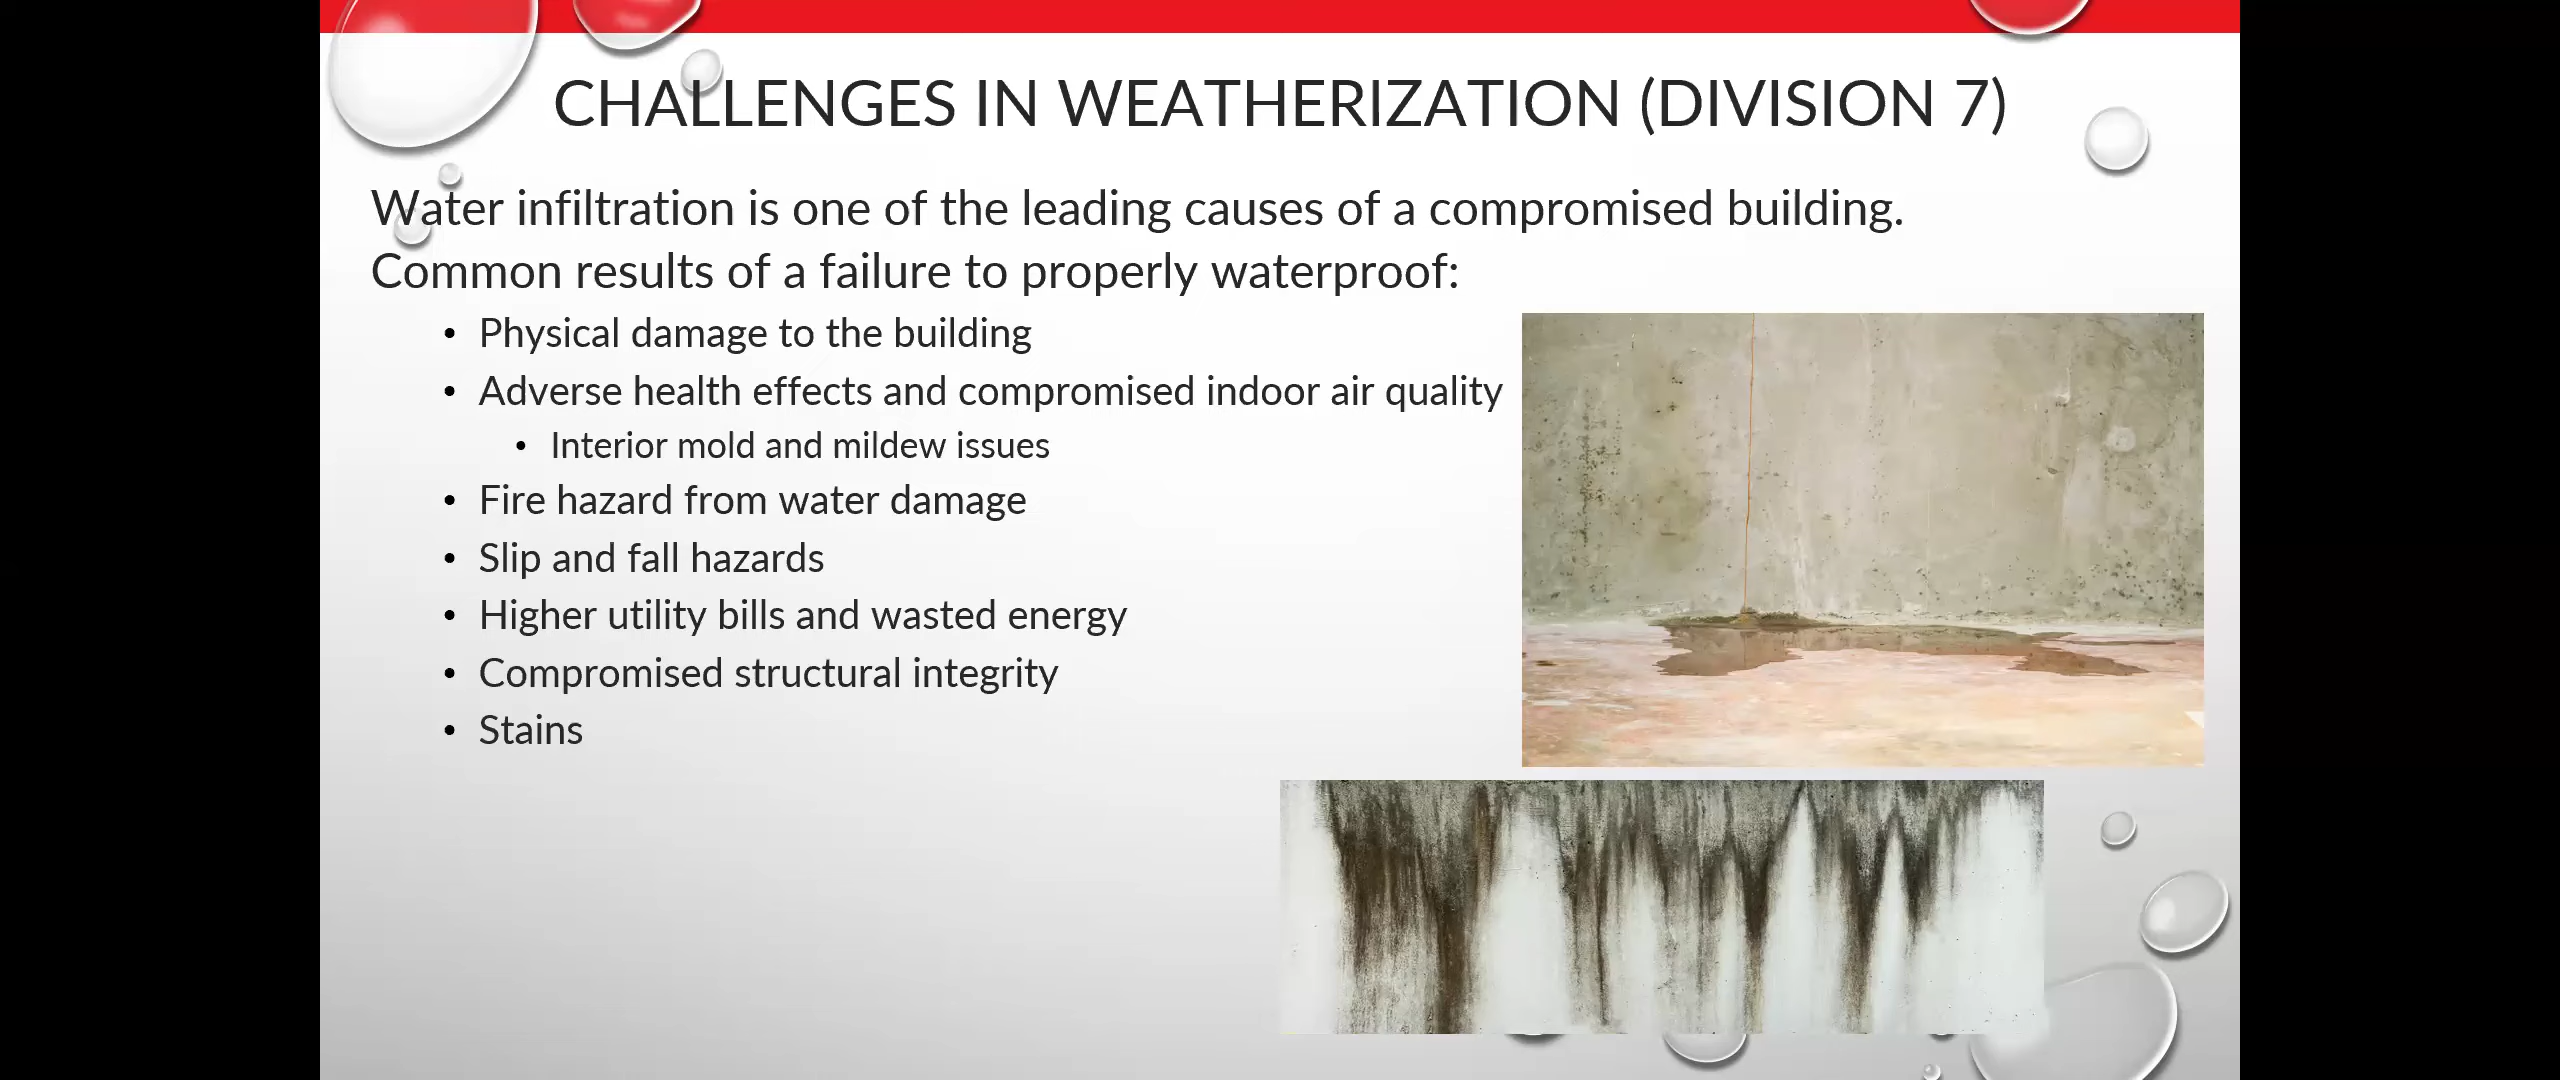 CHALLENGES IN WEATHERIZATION (DIVISION 7)
Water infiltration is one of the leading causes of a compromised building.
Common results of a failure to properly waterproof:
• Physical damage to the building
• Adverse health effects and compromised indoor air quality
• Interior mold and mildew issues
• Fire hazard from water damage
• Slip and fall hazards
• Higher utility bills and wasted energy
• Compromised structural integrity
• Stains